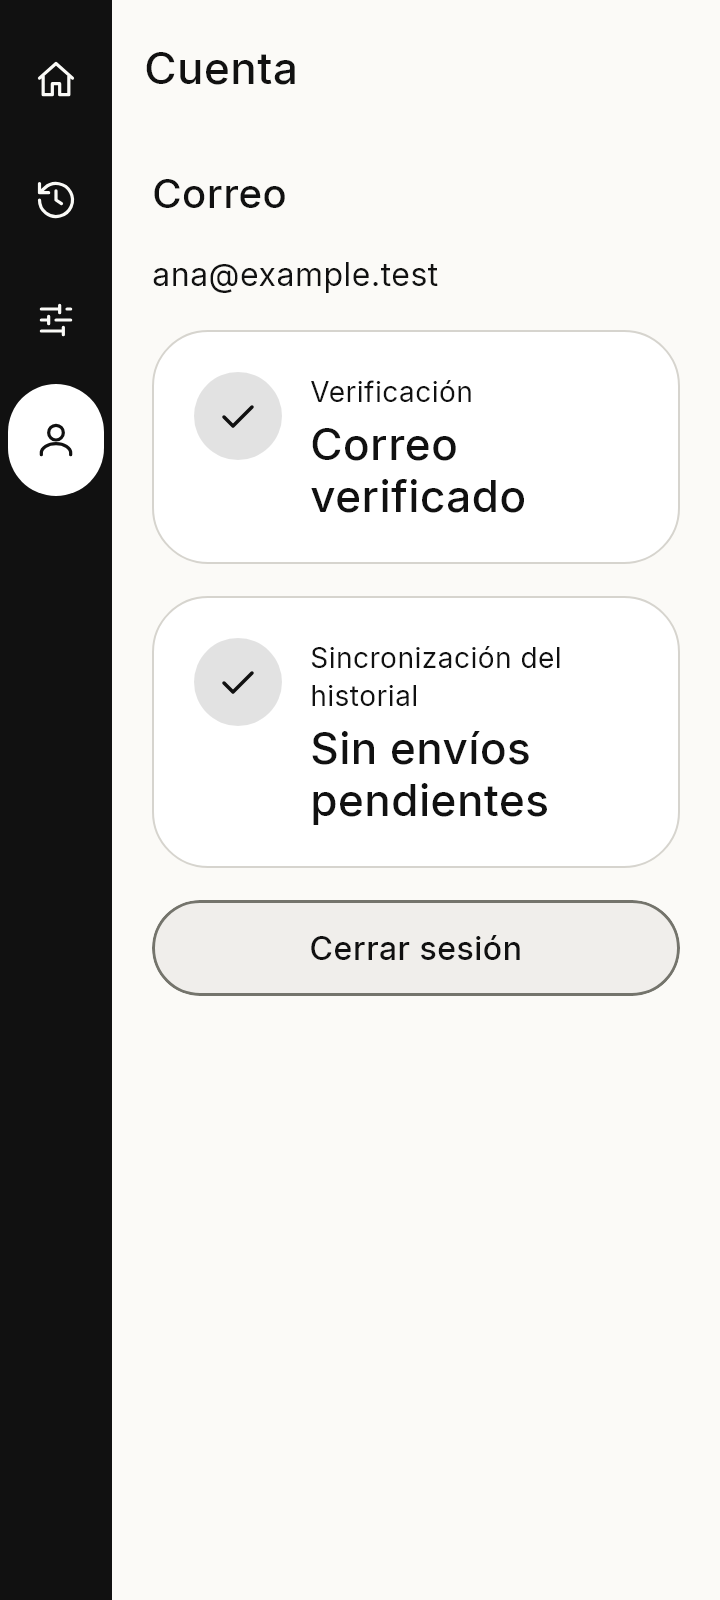 Cuenta
Correo
ana@example.test
Verificación
Correo
verificado
Sincronización del
historial
Sin envíos
pendientes
Cerrar sesión